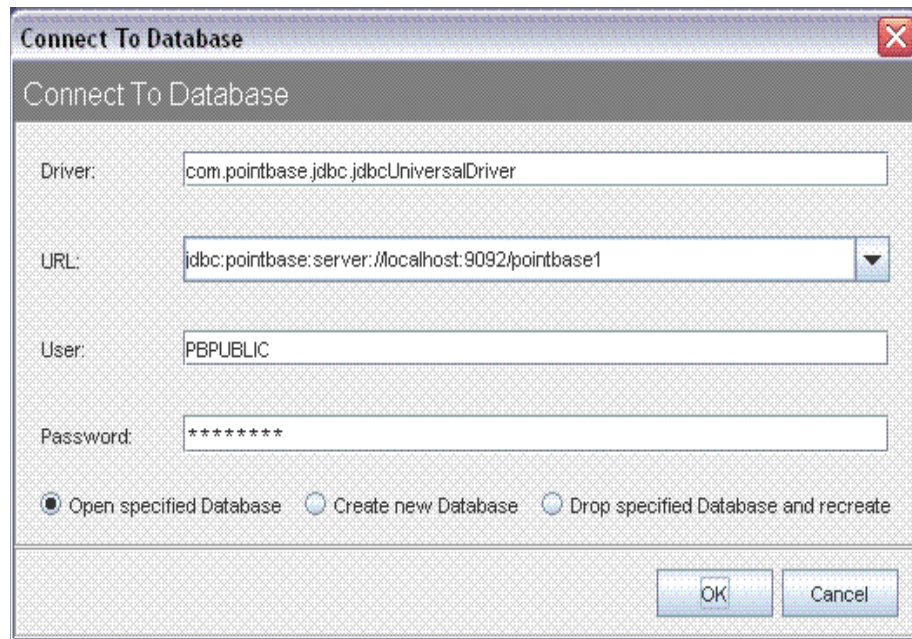 Connect To Database
Connect To Database
Driver: com.pointbase.jdbc.jdbcUniversalDriver
URL: jdbc:pointbase:server://localhost:9092/pointbase1
User: PBPUBLIC
Password: ********
Open specified Database Create new Database Drop specified Database and recreate
OK Cancel